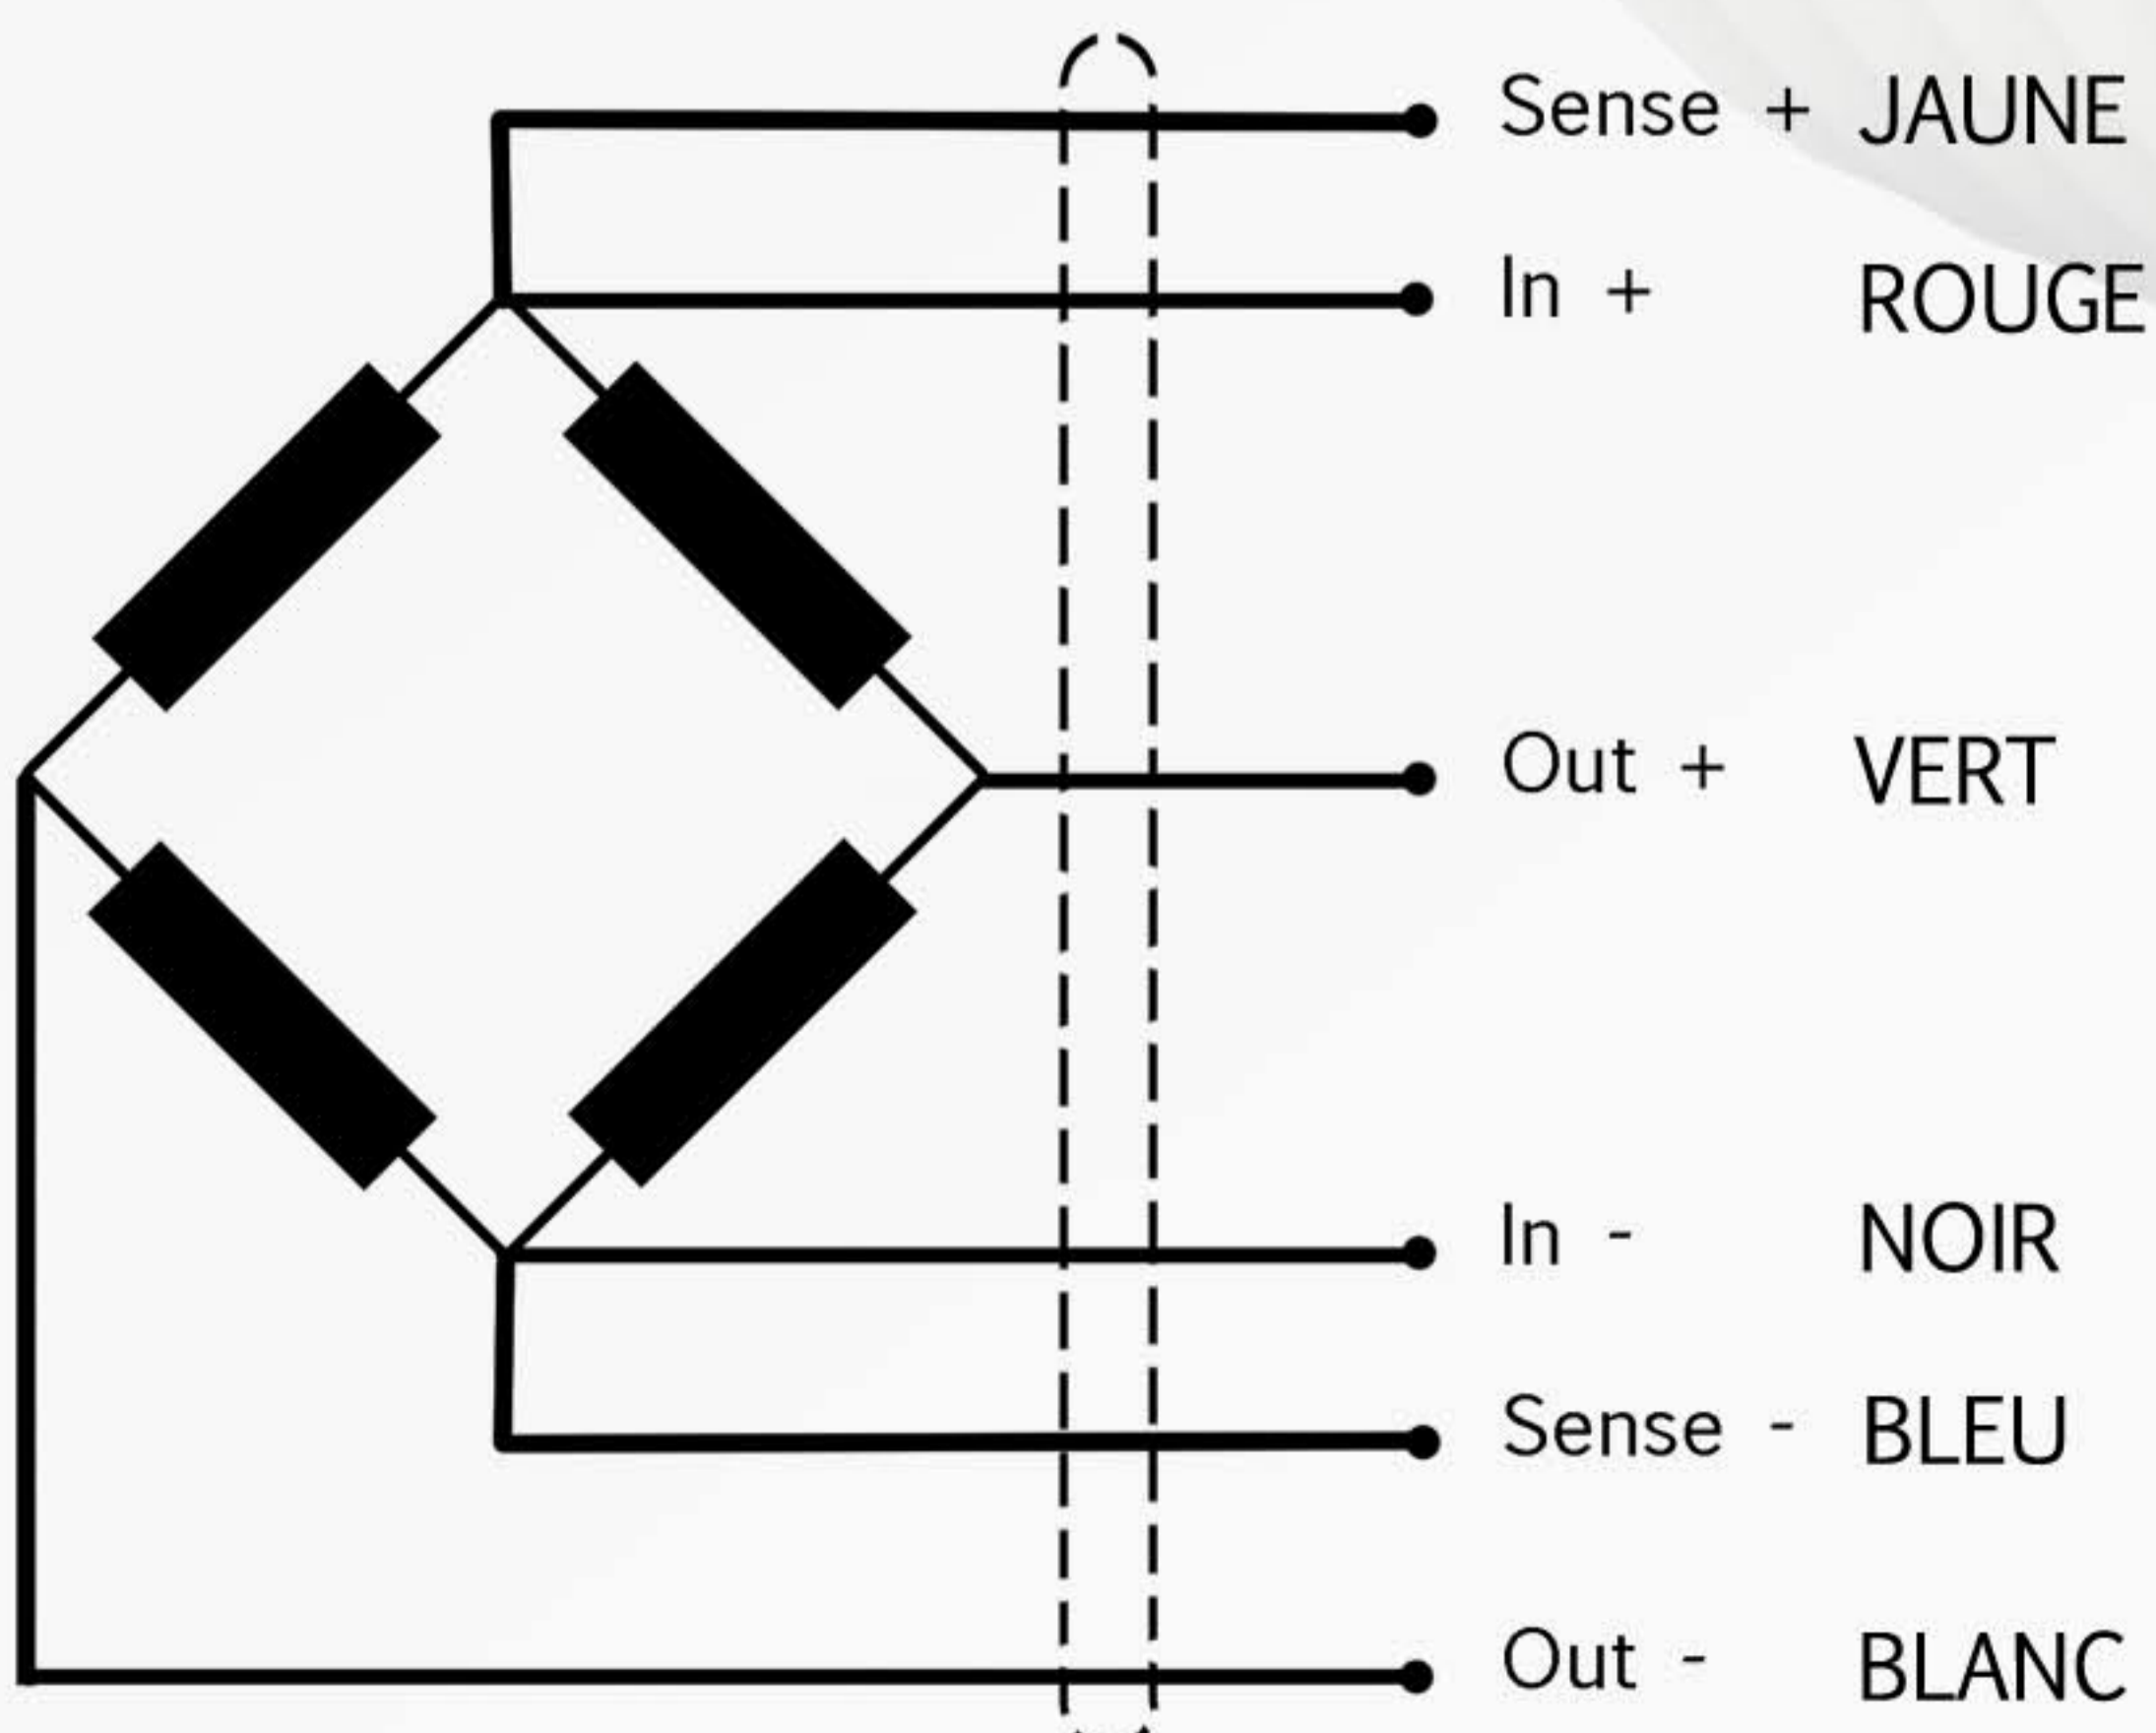 Sense + JAUNE
In + ROUGE
Out + VERT
In - NOIR
Sense - BLEU
Out - BLANC